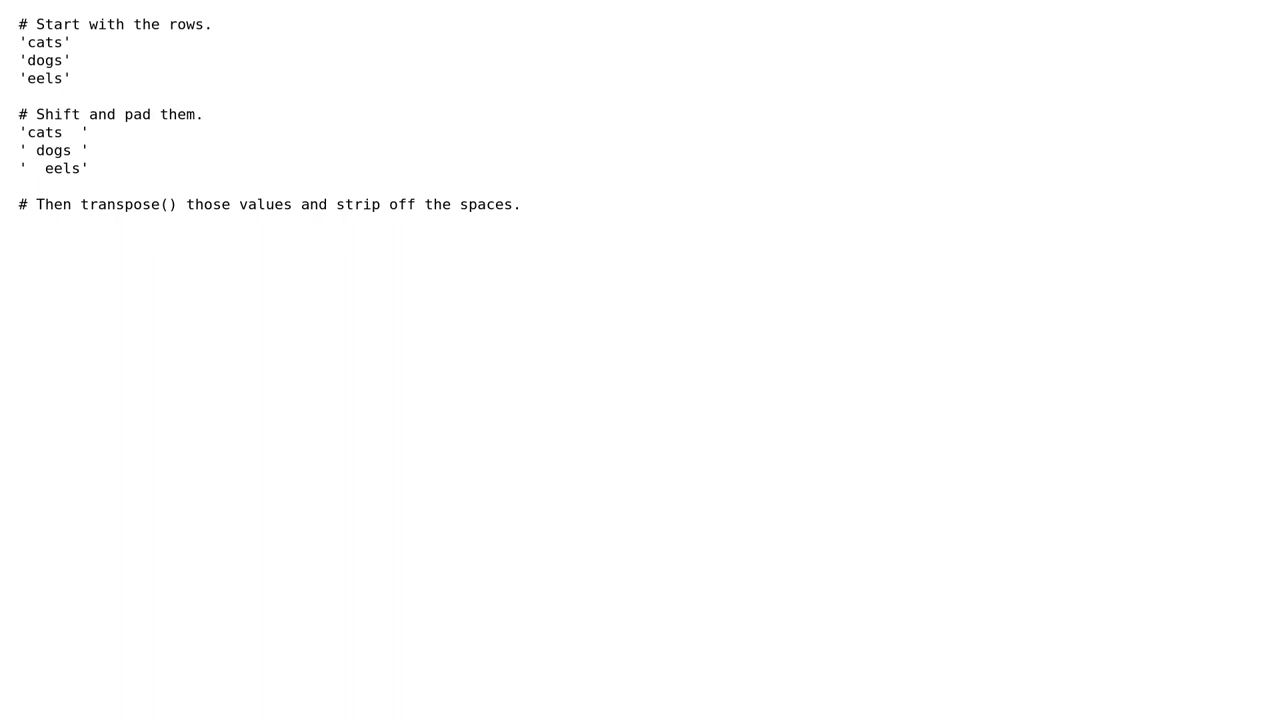 # Start with the rows.
'cats'
'dogs'
'eels'

# Shift and pad them.
'cats  '
' dogs '
'  eels'

# Then transpose() those values and strip off the spaces.